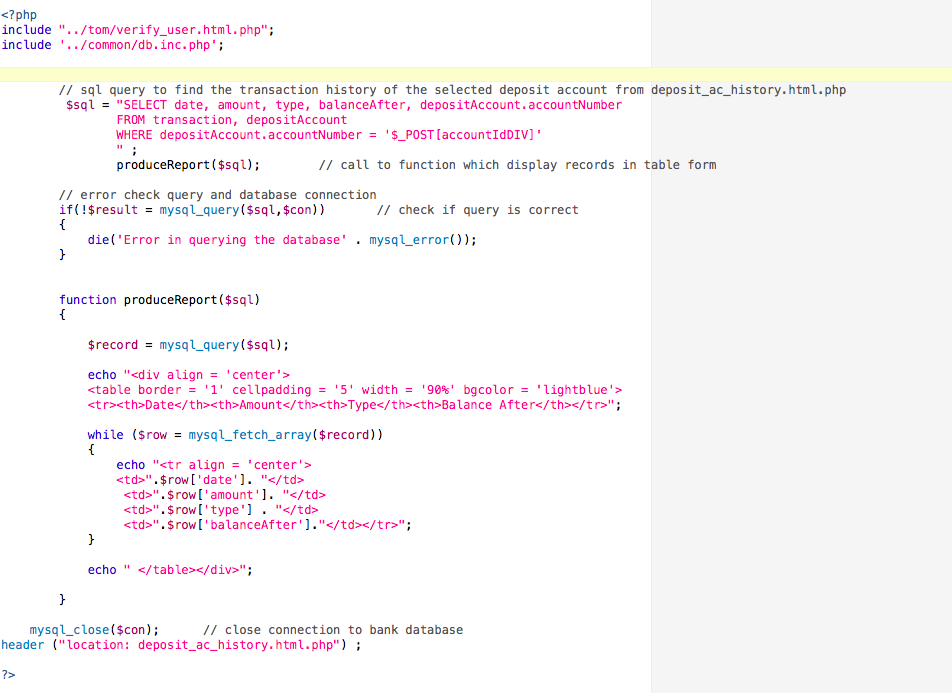 <?php
include "../tom/verify_user.html.php";
include '../common/db.inc.php';
// sql query to find the transaction history of the selected deposit account from deposit_ac_history.html.php
$sql = "SELECT date, amount, type, balanceAfter, depositAccount.accountNumber
FROM transaction, depositAccount
WHERE depositAccount.accountNumber = '$_POST[accountIdDIV]'
" ;
produceReport($sql); // call to function which display records in table form
// error check query and database connection
if(!$result = mysql_query($sql,$con)) // check if query is correct
{
die('Error in querying the database' . mysql_error());
}
function produceReport($sql)
{
$record = mysql_query($sql);
echo "<div align = 'center'>
<table border = '1' cellpadding = '5' width = '90%' bgcolor = 'lightblue'>
<tr><th>Date</th><th>Amount</th><th>Type</th><th>Balance After</th></tr>";
while ($row = mysql_fetch_array($record))
{
echo "<tr align = 'center'>
<td>".$row['date']. "</td>
<td>".$row['amount']. "</td>
<td>".$row['type'] . "</td>
<td>".$row['balanceAfter']."</td></tr>";
}
echo " </table></div>";
}
mysql_close($con); // close connection to bank database
header ("location: deposit_ac_history.html.php") ;
?>